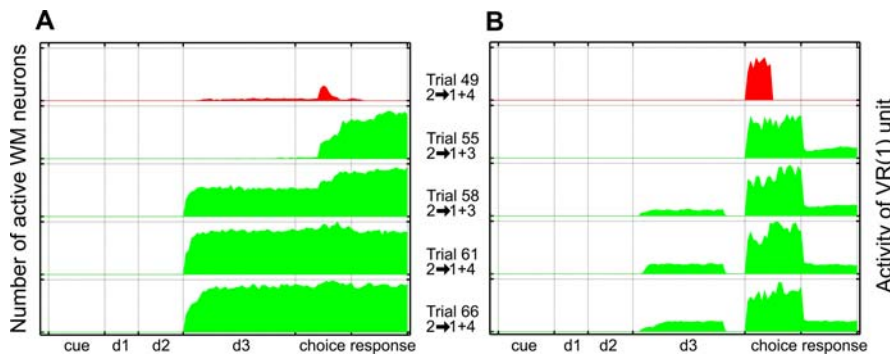 A
B
Number of active WM neurons
Trial 49
2➔1+4
Trial 55
2➔1+3
Trial 58
2➔1+3
Trial 61
2➔1+4
Trial 66
2➔1+4
Activity of VR(1) unit
cue d1 d2 d3 choice response
cue d1 d2 d3 choice response